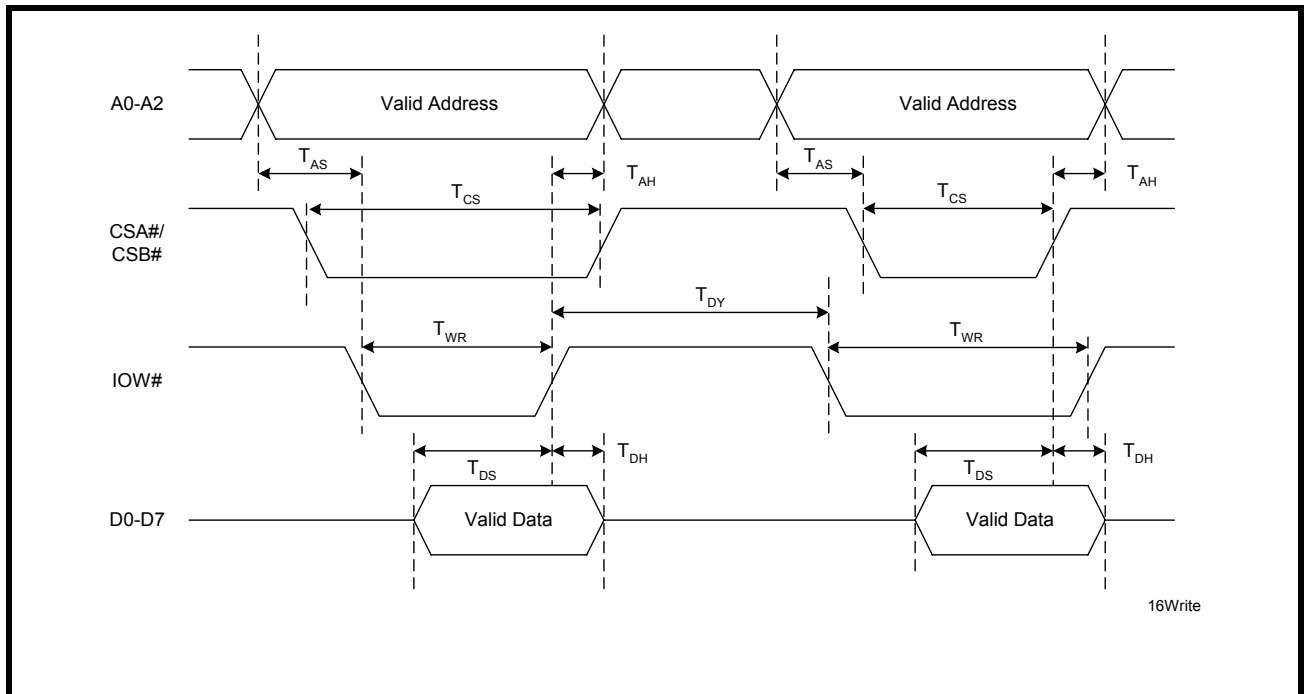 A0-A2
Valid Address
Valid Address
TAS
TAH
TAS
TAH
TCS
TCS
CSA#/
CSB#
TDY
TWR
TWR
IOW#
TDS
TDH
TDS
TDH
D0-D7
Valid Data
Valid Data
16Write